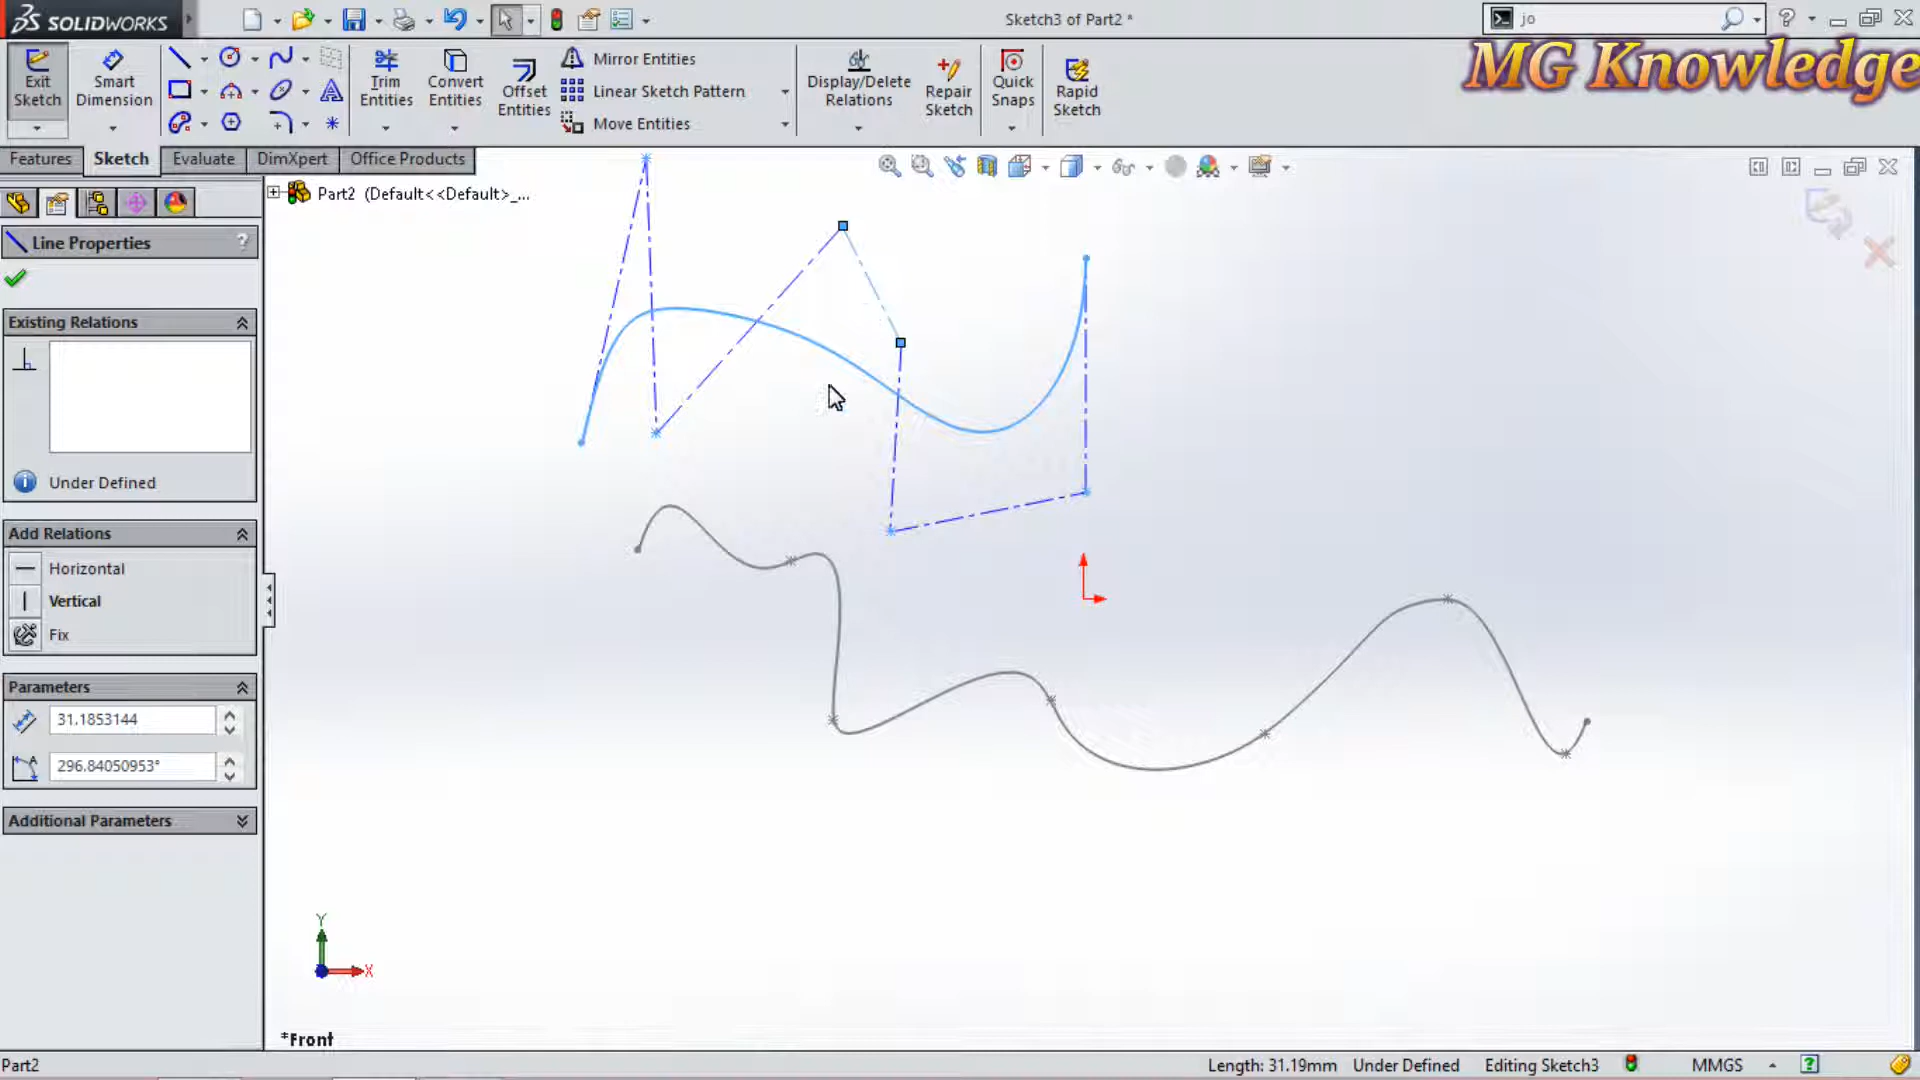 SOLIDWORKS
Sketch3 of Part2 *
jo
MG Knowledge
Exit Sketch
Smart Dimension
Trim Entities
Convert Entities
Offset Entities
Mirror Entities
Linear Sketch Pattern
Move Entities
Display/Delete Relations
Repair Sketch
Quick Snaps
Rapid Sketch
Features
Sketch
Evaluate
DimXpert
Office Products
Part2 (Default<<Default>_...
Line Properties
?
Existing Relations
Under Defined
Add Relations
Horizontal
Vertical
Fix
Parameters
31.1853144
296.84050953°
Additional Parameters
Y
X
*Front
Part2
Length: 31.19mm
Under Defined
Editing Sketch3
MMGS
?